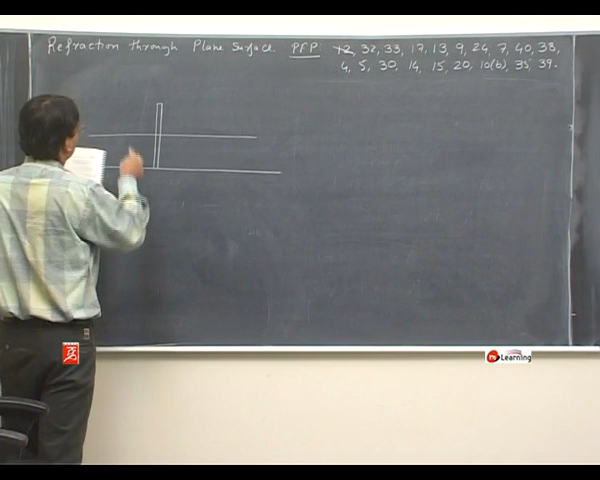 Refraction through Plane Surface PFP: 12, 32, 33, 17, 13, 9, 24, 7, 40, 38,
4, 5, 30, 14, 15, 20, 10(b), 35, 39.
Learning